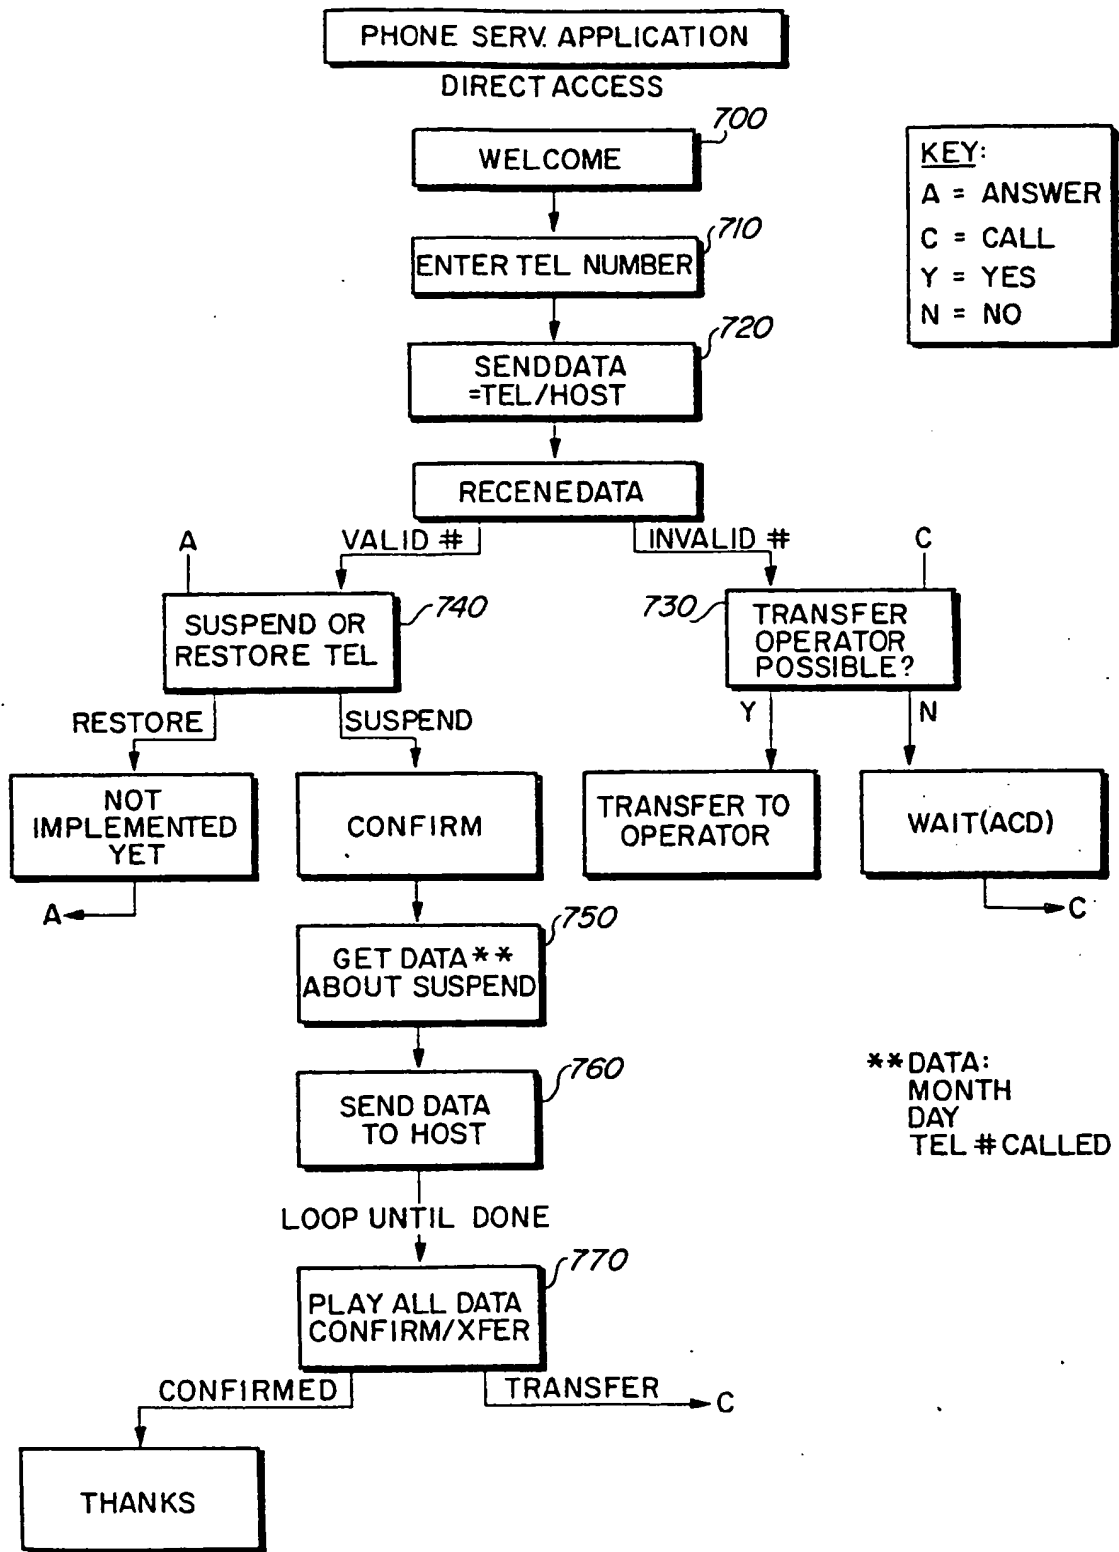 PHONE SERV. APPLICATION
DIRECT ACCESS
700
WELCOME
KEY:
A = ANSWER
C = CALL
Y = YES
N = NO
710
ENTER TEL NUMBER
720
SENDDATA
=TEL/HOST
RECENEDATA
A
VALID #
INVALID #
C
740
SUSPEND OR
RESTORE TEL
730
TRANSFER
OPERATOR
POSSIBLE?
RESTORE
SUSPEND
Y
N
NOT
IMPLEMENTED
YET
CONFIRM
TRANSFER TO
OPERATOR
WAIT(ACD)
A
C
750
GET DATA**
ABOUT SUSPEND
760
SEND DATA
TO HOST
**DATA:
MONTH
DAY
TEL #CALLED
LOOP UNTIL DONE
770
PLAY ALL DATA
CONFIRM/XFER
CONFIRMED
TRANSFER
C
THANKS